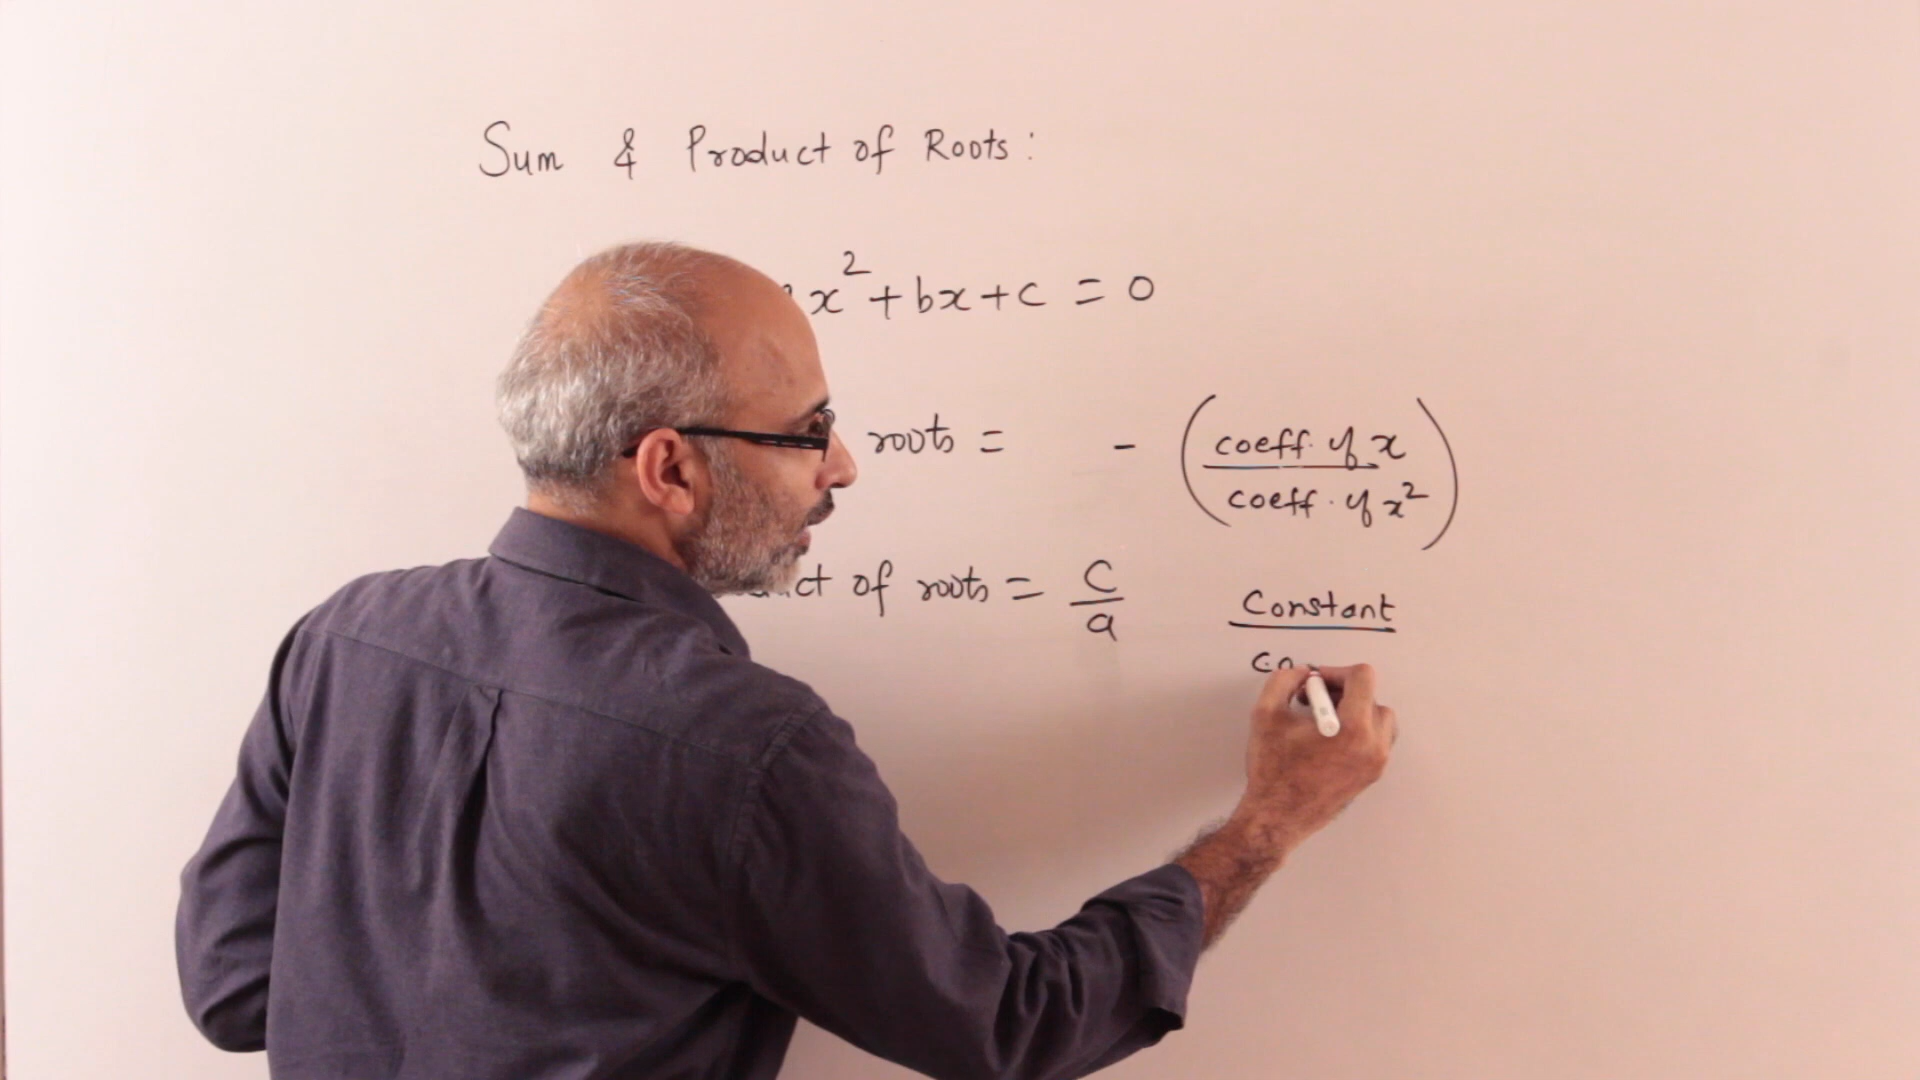 Sum & Product of Roots:
x² + bx + c = 0
roots = - (coeff. of x / coeff. of x²)
of roots = c/a Constant